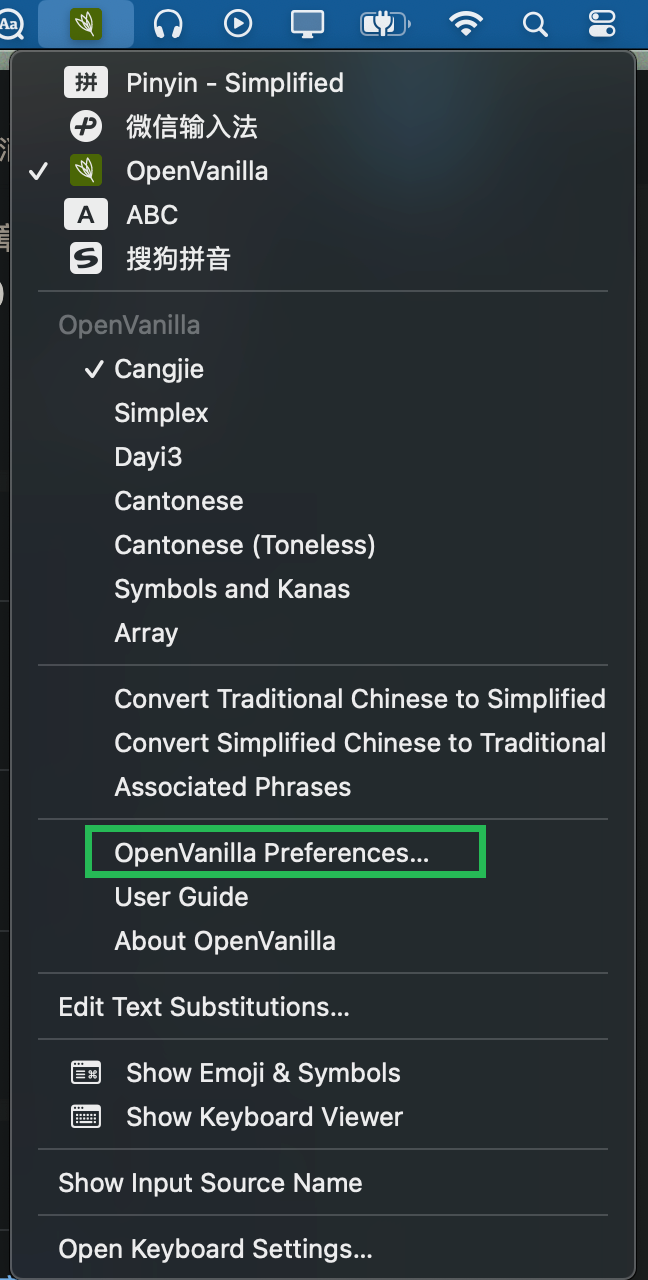 Aa
拼 Pinyin - Simplified
微信输入法
✓ OpenVanilla
A ABC
S 搜狗拼音
OpenVanilla
✓ Cangjie
Simplex
Dayi3
Cantonese
Cantonese (Toneless)
Symbols and Kanas
Array
Convert Traditional Chinese to Simplified
Convert Simplified Chinese to Traditional
Associated Phrases
OpenVanilla Preferences...
User Guide
About OpenVanilla
Edit Text Substitutions...
Show Emoji & Symbols
Show Keyboard Viewer
Show Input Source Name
Open Keyboard Settings...